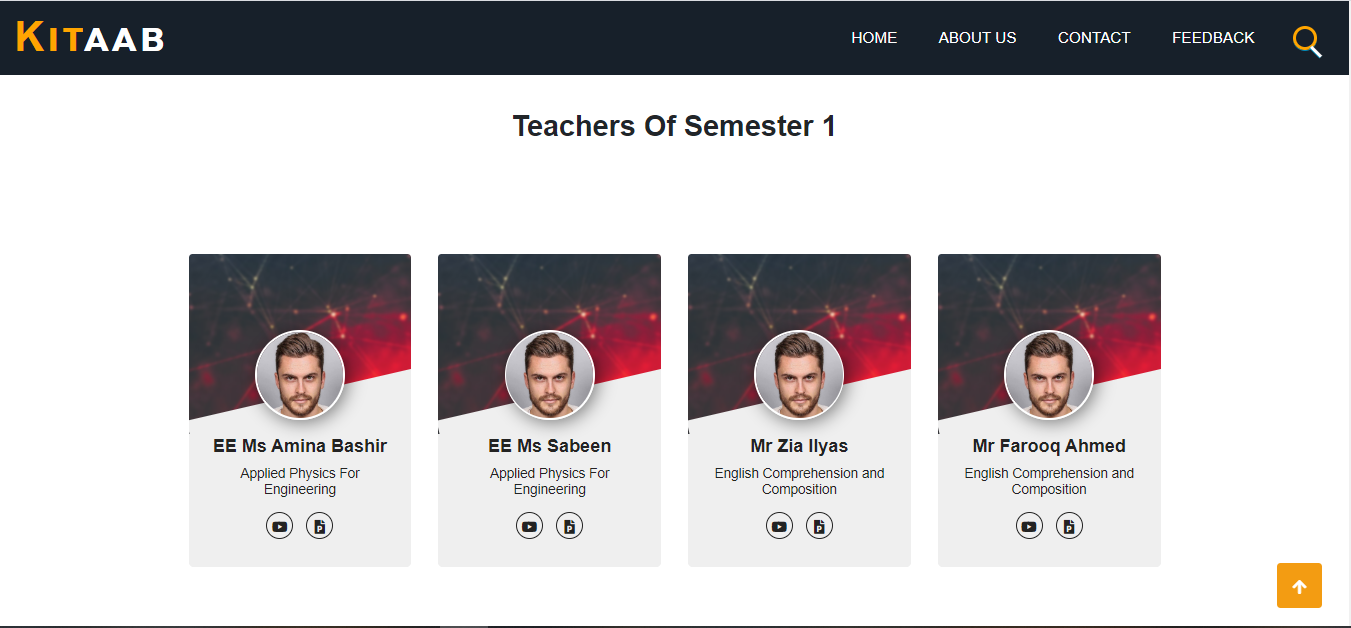 KITAAB
HOME ABOUT US CONTACT FEEDBACK
Teachers Of Semester 1
EE Ms Amina Bashir
Applied Physics For
Engineering
EE Ms Sabeen
Applied Physics For
Engineering
Mr Zia Ilyas
English Comprehension and
Composition
Mr Farooq Ahmed
English Comprehension and
Composition